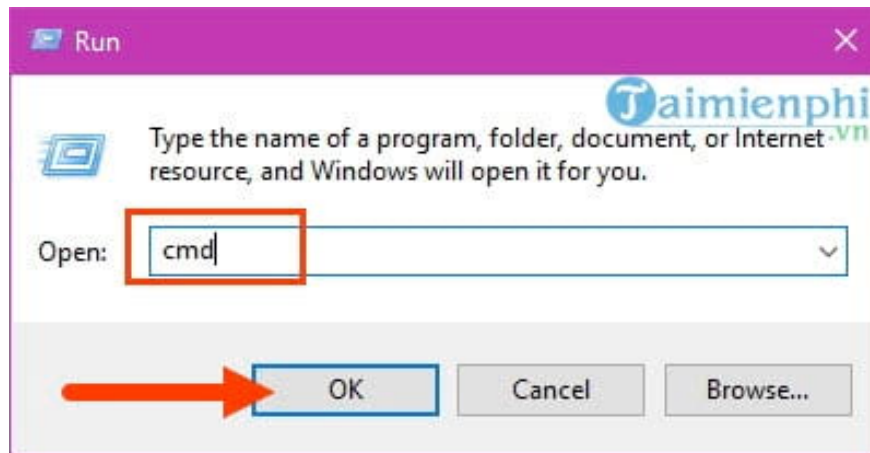 Run
Taimienphi
.vn
Type the name of a program, folder, document, or Internet
resource, and Windows will open it for you.
Open:
cmd
OK
Cancel
Browse...